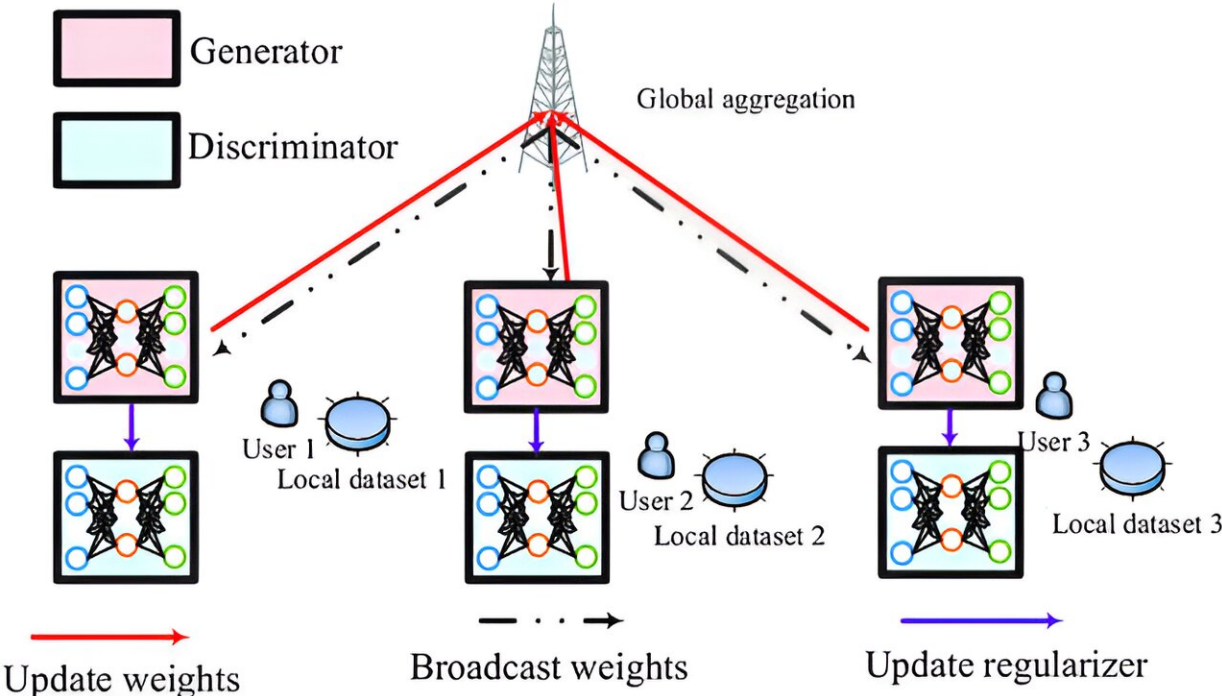 Generator
Global aggregation
Discriminator
User 1
Local dataset 1
User 2
Local dataset 2
User 3
Local dataset 3
Update weights
Broadcast weights
Update regularizer